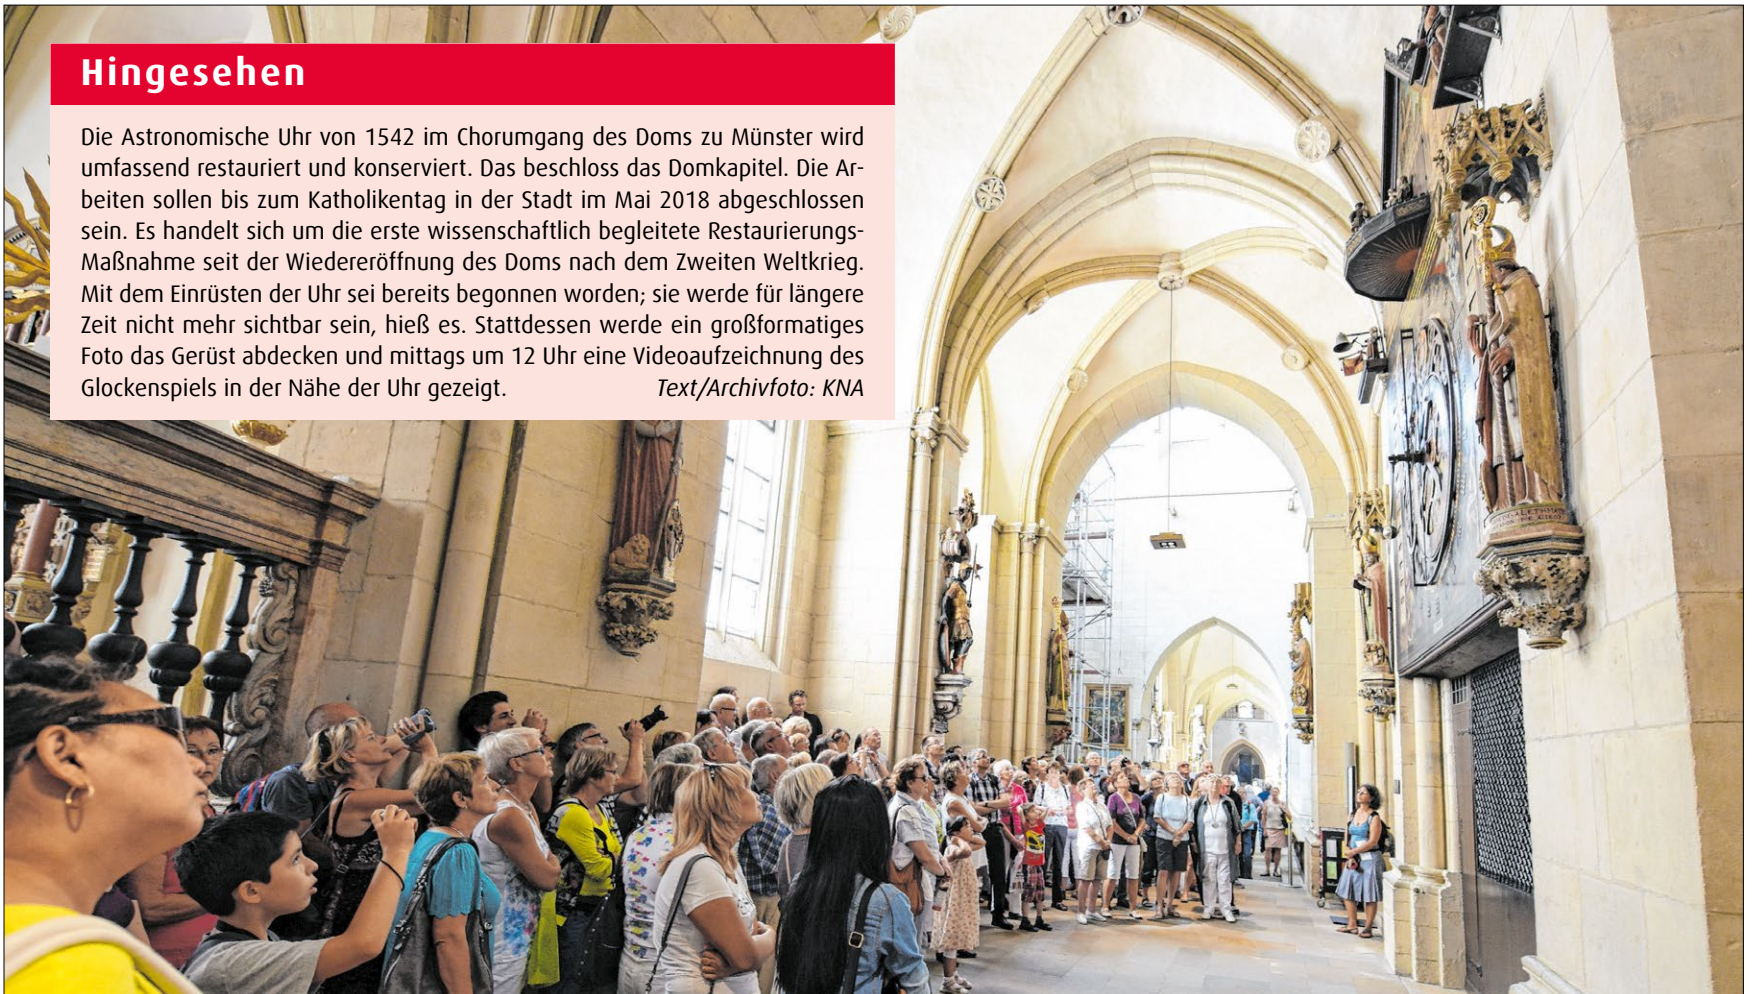 Hingesehen
Die Astronomische Uhr von 1542 im Chorumgang des Doms zu Münster wird
umfassend restauriert und konserviert. Das beschloss das Domkapitel. Die Ar-
beiten sollen bis zum Katholikentag in der Stadt im Mai 2018 abgeschlossen
sein. Es handelt sich um die erste wissenschaftlich begleitete Restaurierungs-
Maßnahme seit der Wiedereröffnung des Doms nach dem Zweiten Weltkrieg.
Mit dem Einrüsten der Uhr sei bereits begonnen worden; sie werde für längere
Zeit nicht mehr sichtbar sein, hieß es. Stattdessen werde ein großformatiges
Foto das Gerüst abdecken und mittags um 12 Uhr eine Videoaufzeichnung des
Glockenspiels in der Nähe der Uhr gezeigt. Text/Archivfoto: KNA